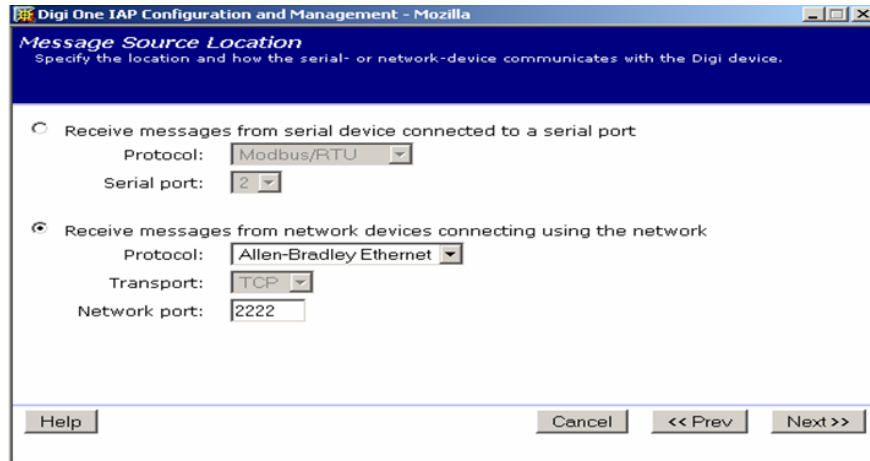 Digi One IAP Configuration and Management - Mozilla
Message Source Location
Specify the location and how the serial- or network-device communicates with the Digi device.
Receive messages from serial device connected to a serial port
Protocol: Modbus/RTU
Serial port: 2
Receive messages from network devices connecting using the network
Protocol: Allen-Bradley Ethernet
Transport: TCP
Network port: 2222
Help Cancel << Prev Next >>